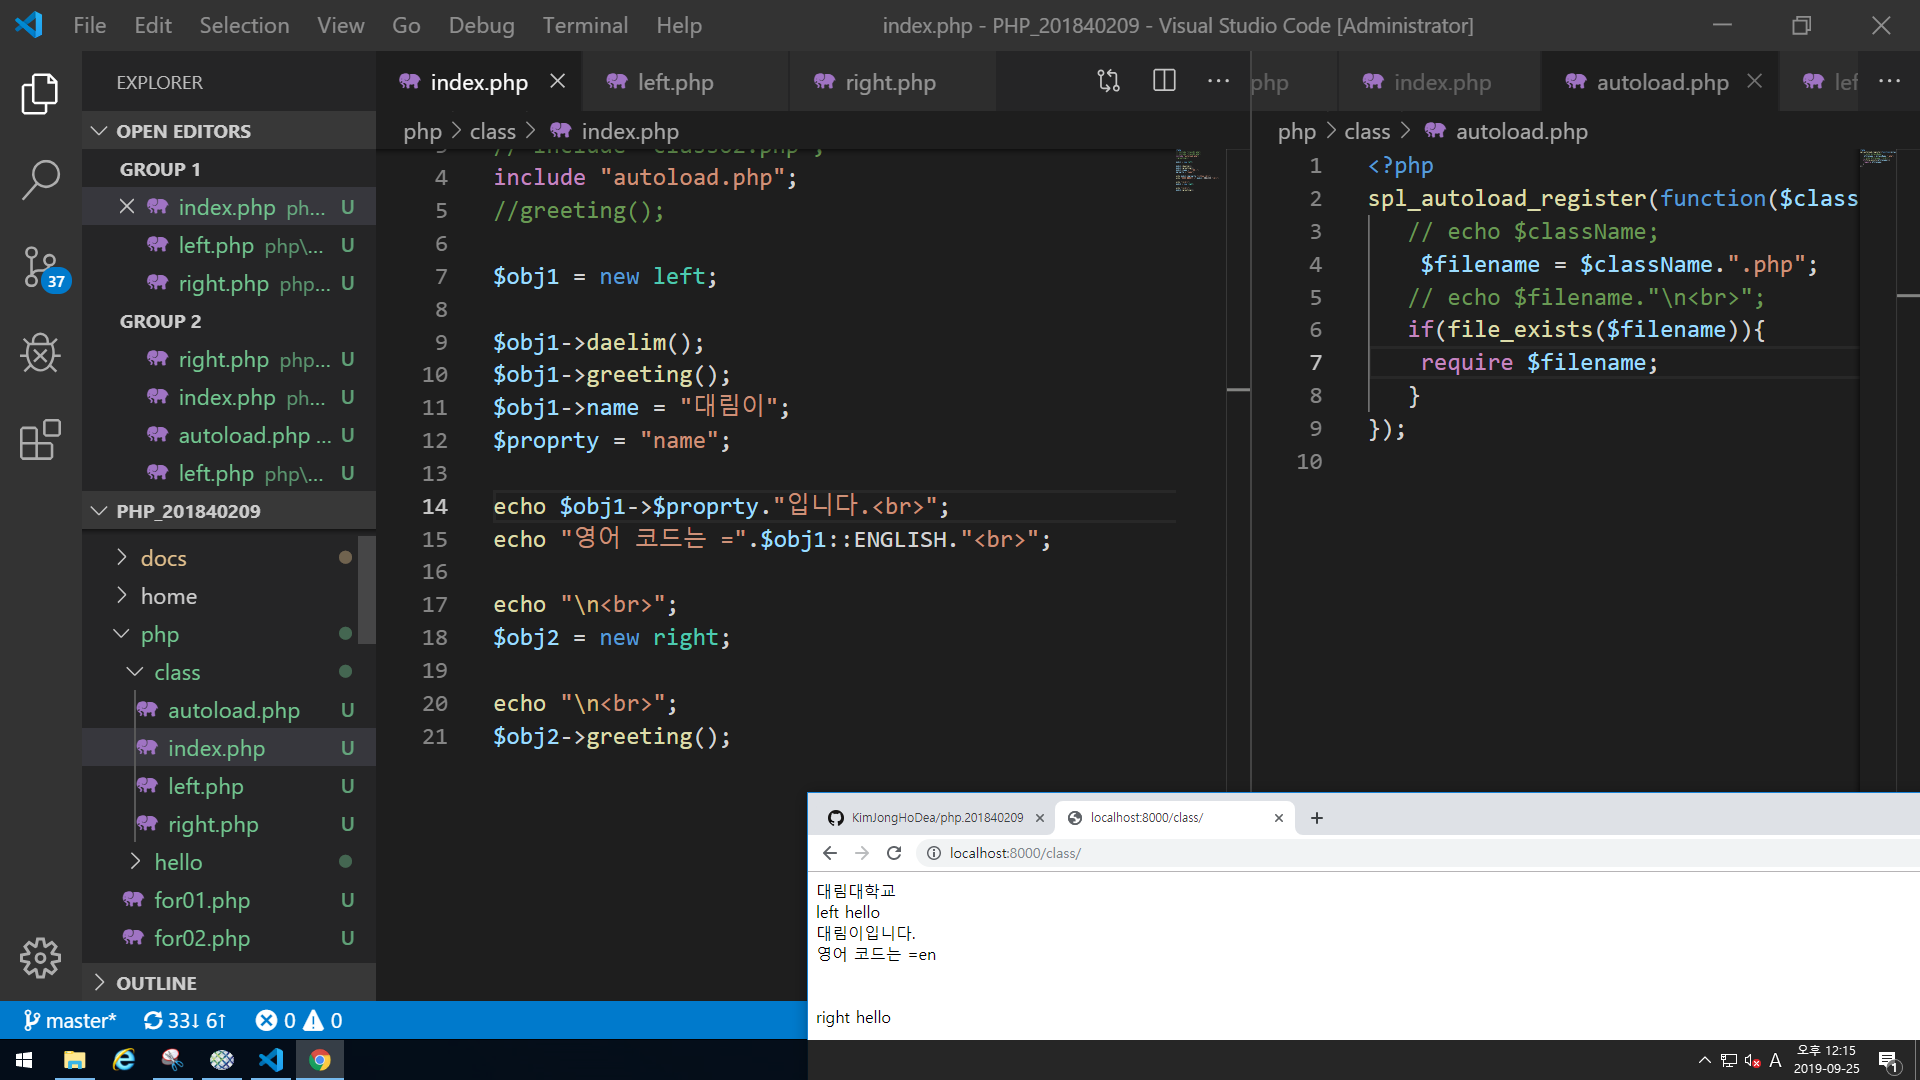 File Edit Selection View Go Debug Terminal Help
index.php - PHP_201840209 - Visual Studio Code [Administrator]
EXPLORER
OPEN EDITORS
GROUP 1
index.php ph... U
left.php php\... U
right.php php... U
GROUP 2
right.php php... U
index.php ph... U
autoload.php ... U
left.php php\... U
PHP_201840209
docs
home
php
class
autoload.php U
index.php U
left.php U
right.php U
hello
for01.php U
for02.php U
OUTLINE
37
index.php left.php right.php
php > class > index.php
4 include "autoload.php";
5 //greeting();
6
7 $obj1 = new left;
8
9 $obj1->daelim();
10 $obj1->greeting();
11 $obj1->name = "대림이";
12 $proprty = "name";
13
14 echo $obj1->$proprty."입니다.<br>";
15 echo "영어 코드는 =".$obj1::ENGLISH."<br>";
16
17 echo "\n<br>";
18 $obj2 = new right;
19
20 echo "\n<br>";
21 $obj2->greeting();
php index.php autoload.php lef
php > class > autoload.php
1 <?php
2 spl_autoload_register(function($class
3 // echo $className;
4 $filename = $className.".php";
5 // echo $filename."\n<br>";
6 if(file_exists($filename)){
7 require $filename;
8 }
9 });
10
KimJongHoDea/php.201840209
localhost:8000/class/
localhost:8000/class/
대림대학교
left hello
대림이입니다.
영어 코드는 =en
right hello
master* 33↓ 6↑ 0 0
A
오후 12:15
2019-09-25
1